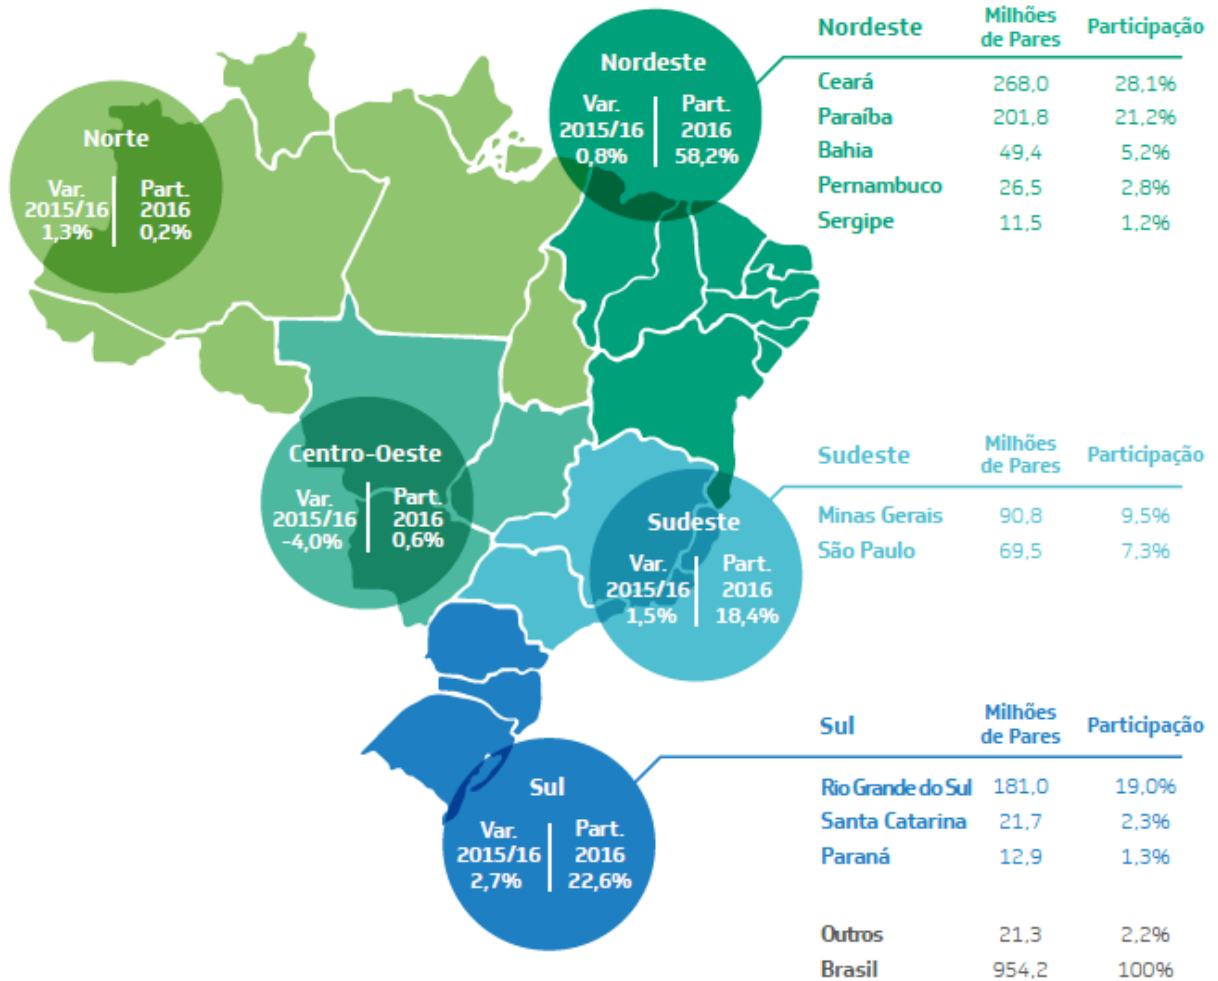 Norte
Var. 2015/16 1,3%
Part. 2016 0,2%
Nordeste
Var. 2015/16 0,8%
Part. 2016 58,2%
Centro-Oeste
Var. 2015/16 -4,0%
Part. 2016 0,6%
Sudeste
Var. 2015/16 1,5%
Part. 2016 18,4%
Sul
Var. 2015/16 2,7%
Part. 2016 22,6%
Nordeste Milhões de Pares Participação
Ceará 268,0 28,1%
Paraíba 201,8 21,2%
Bahia 49,4 5,2%
Pernambuco 26,5 2,8%
Sergipe 11,5 1,2%
Sudeste Milhões de Pares Participação
Minas Gerais 90,8 9,5%
São Paulo 69,5 7,3%
Sul Milhões de Pares Participação
Rio Grande do Sul 181,0 19,0%
Santa Catarina 21,7 2,3%
Paraná 12,9 1,3%
Outros 21,3 2,2%
Brasil 954,2 100%